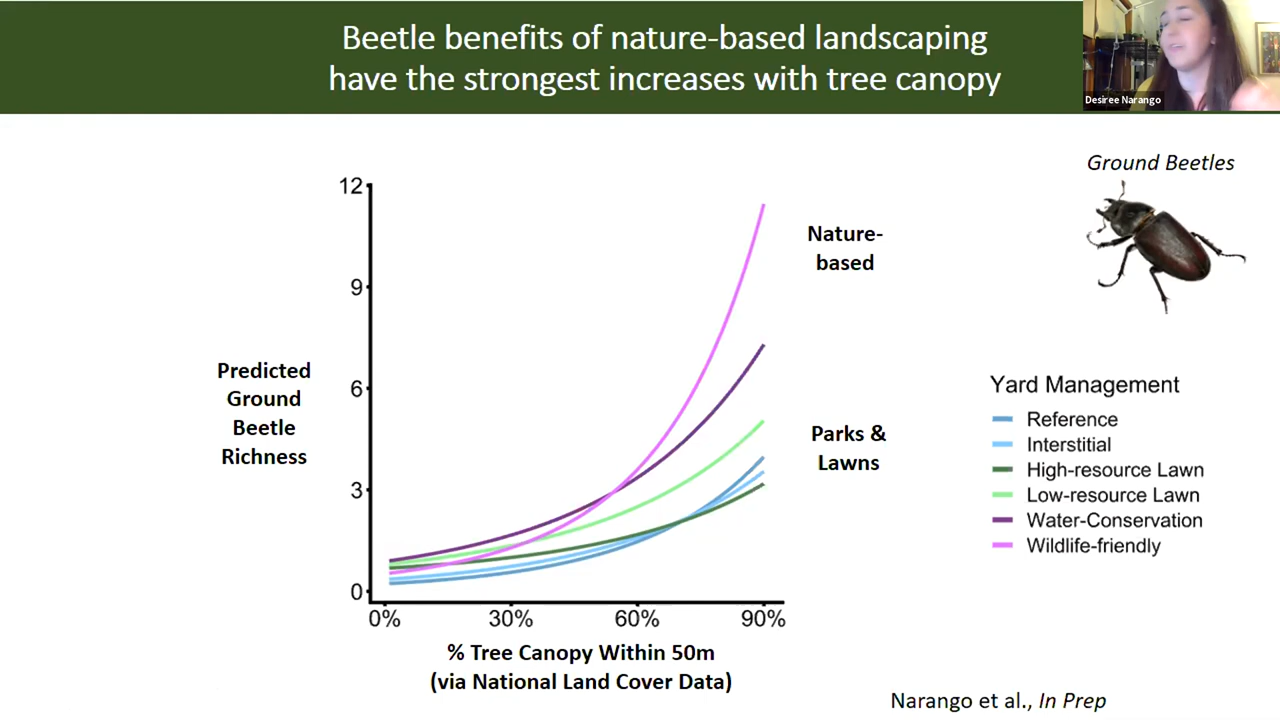 Beetle benefits of nature-based landscaping
have the strongest increases with tree canopy
Desiree Narango
Ground Beetles
12
9
6
3
0
Nature-
based
Predicted
Ground
Beetle
Richness
Parks &
Lawns
Yard Management
Reference
Interstitial
High-resource Lawn
Low-resource Lawn
Water-Conservation
Wildlife-friendly
0%
30%
60%
90%
% Tree Canopy Within 50m
(via National Land Cover Data)
Narango et al., In Prep